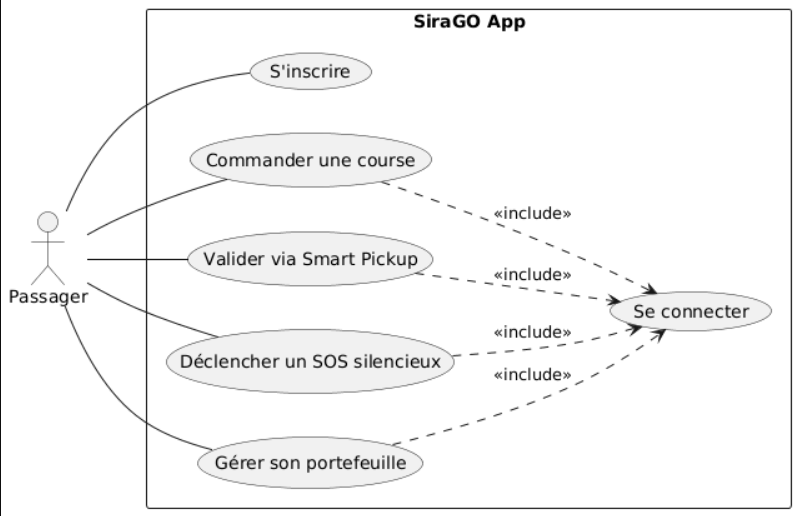 SiraGO App
S'inscrire
Commander une course
«include»
Valider via Smart Pickup
«include»
Passager
Se connecter
«include»
Déclencher un SOS silencieux
«include»
Gérer son portefeuille